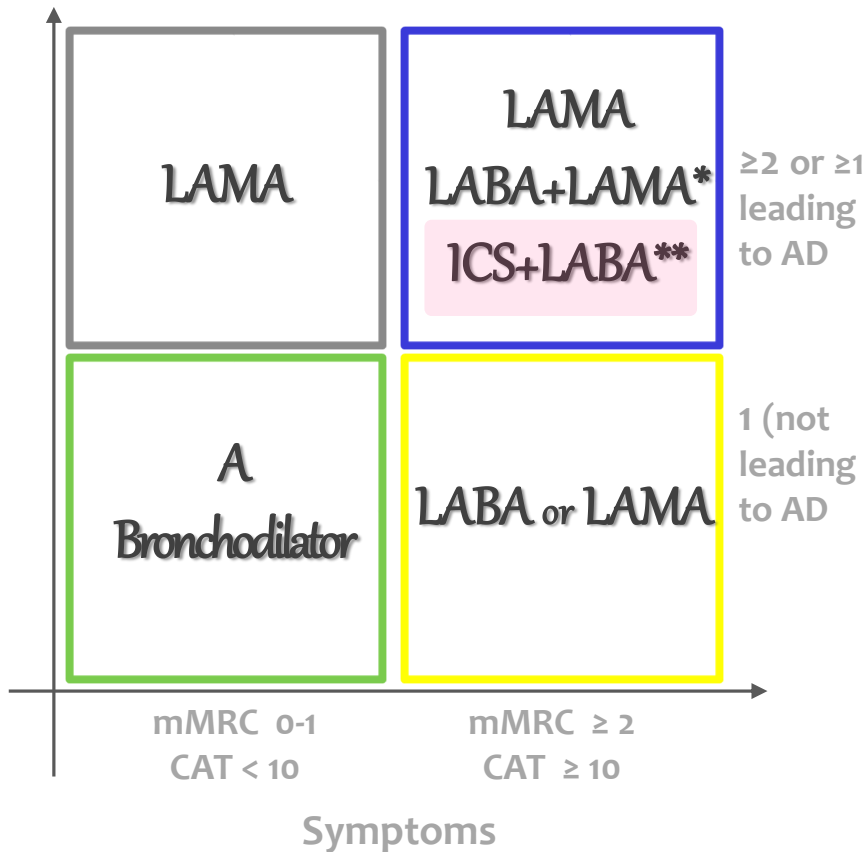 LAMA
LAMA
LABA+LAMA*
ICS+LABA**
≥2 or ≥1
leading
to AD
A
Bronchodilator
LABA or LAMA
1 (not
leading
to AD
mMRC 0-1
CAT < 10
mMRC ≥ 2
CAT ≥ 10
Symptoms